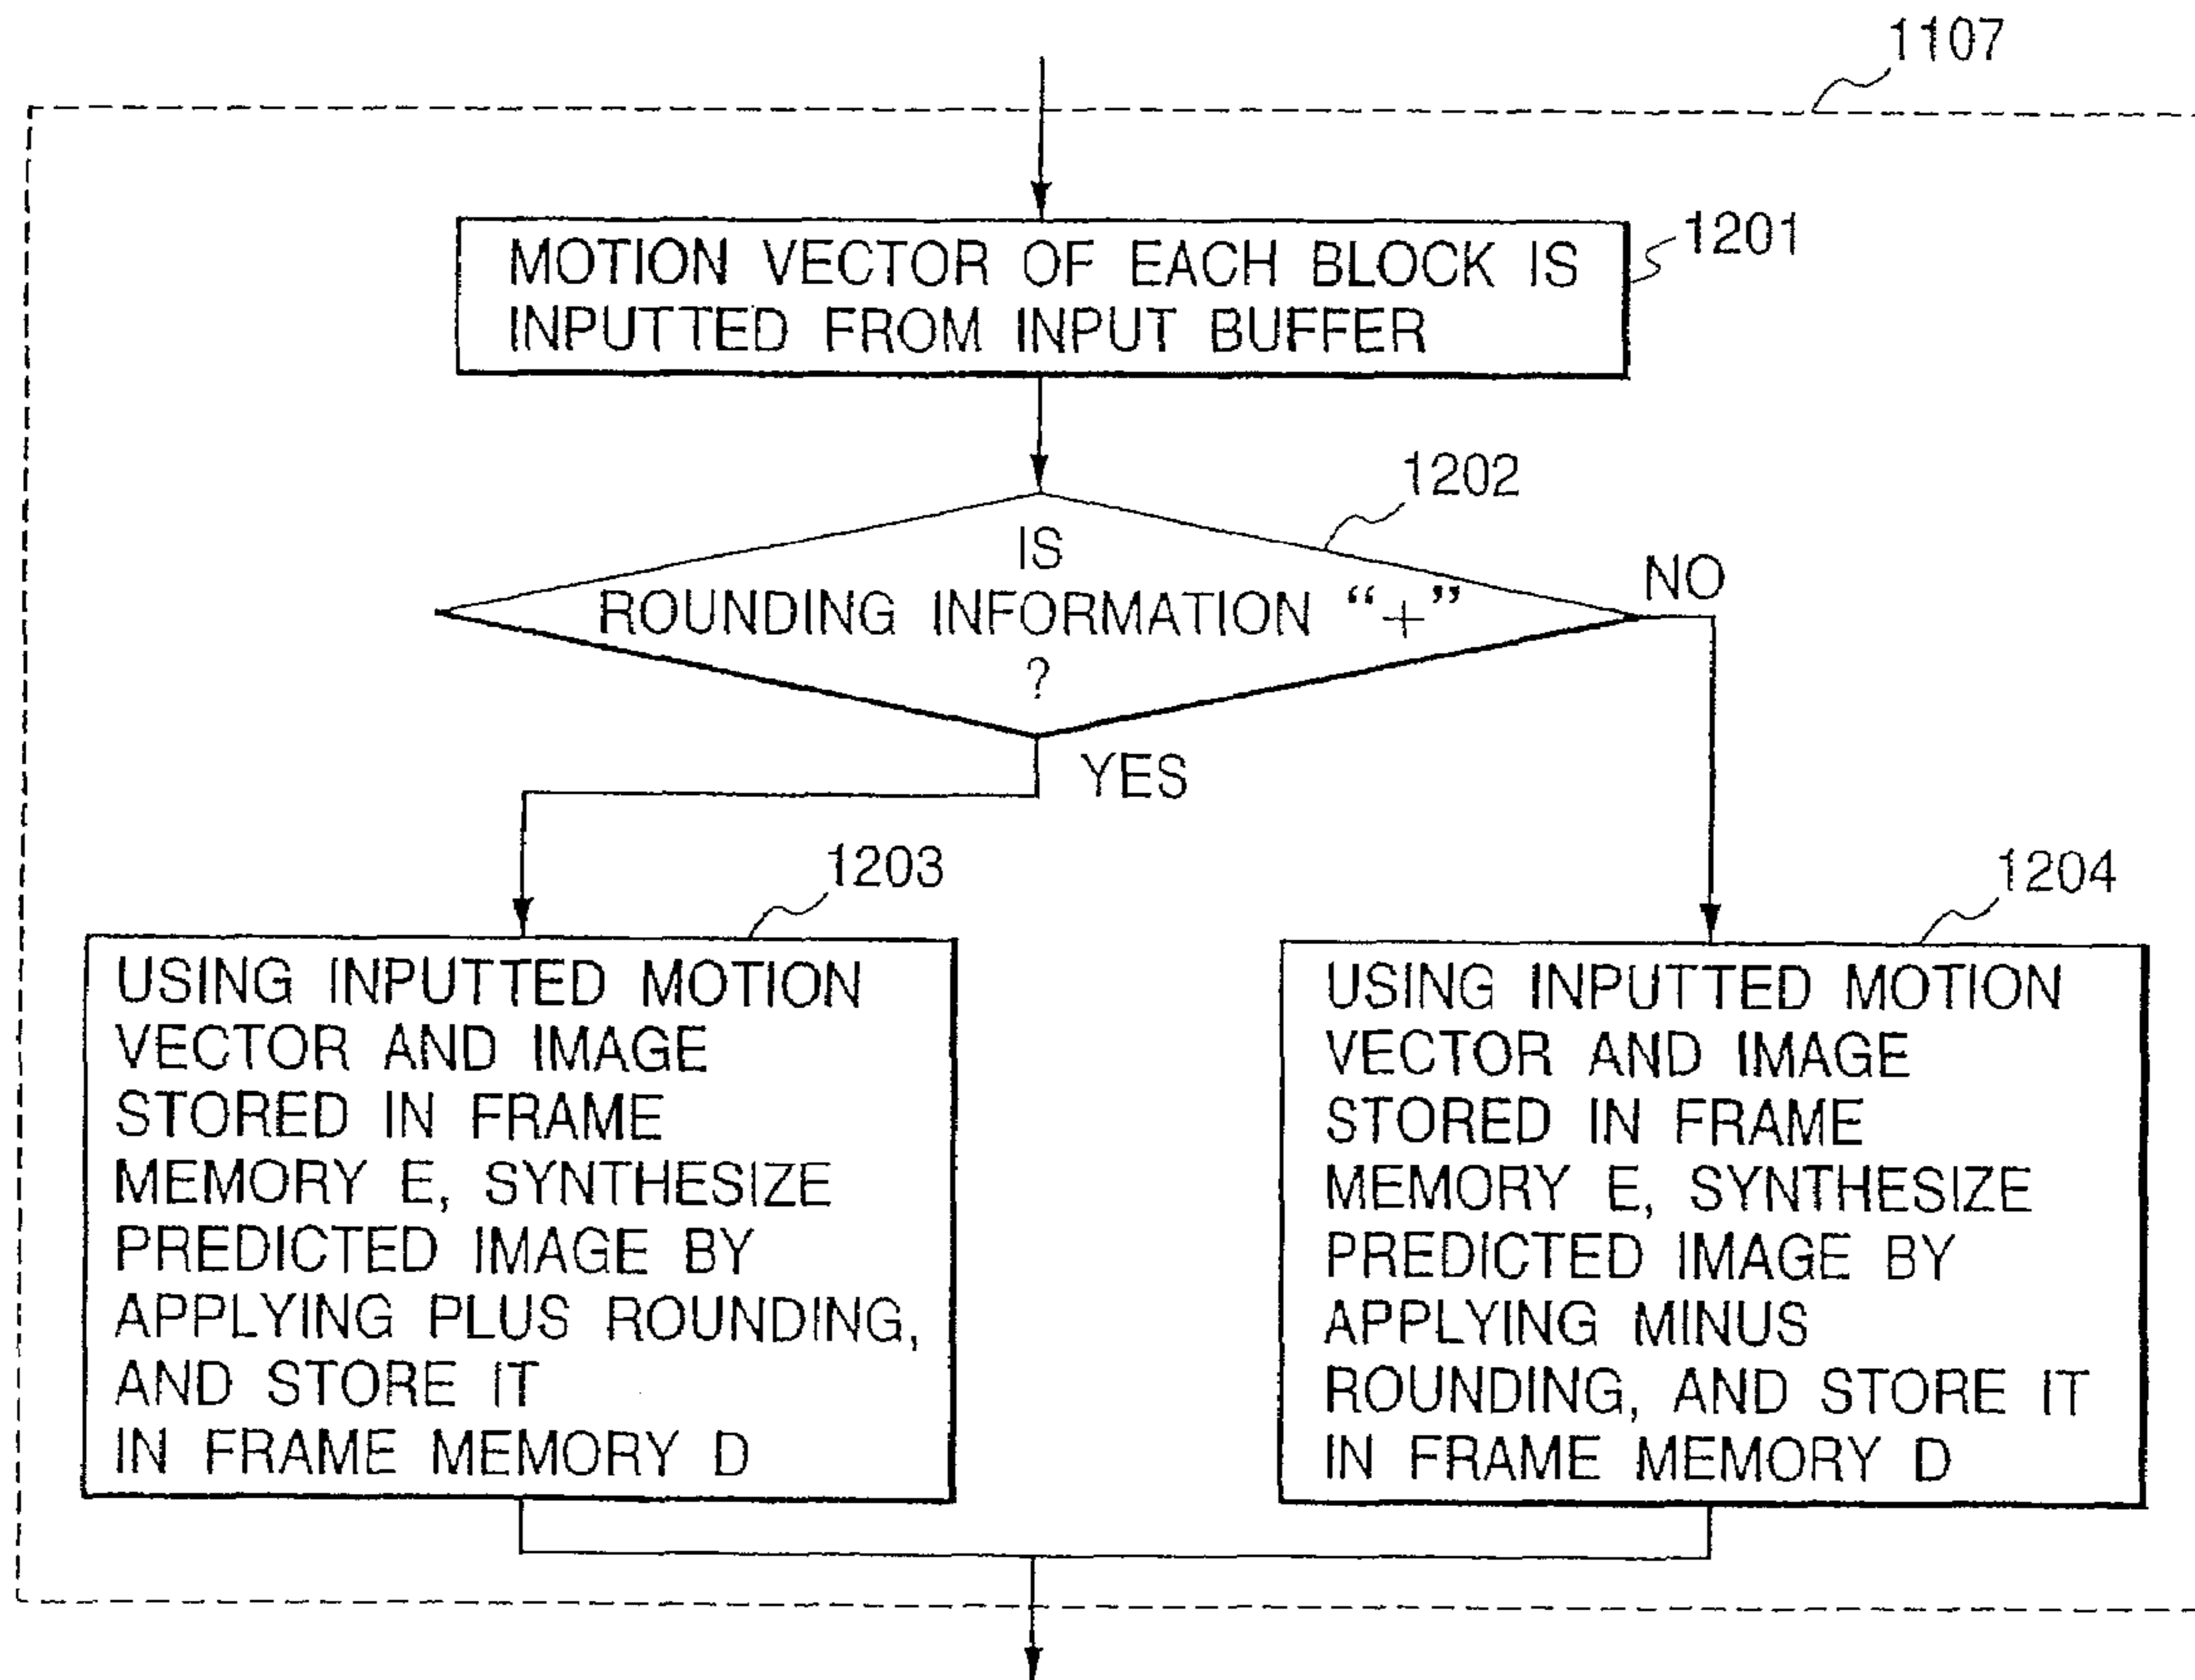 1107
MOTION VECTOR OF EACH BLOCK IS
INPUTTED FROM INPUT BUFFER
1201
1202
IS
ROUNDING INFORMATION “+”
?
NO
YES
1203
USING INPUTTED MOTION
VECTOR AND IMAGE
STORED IN FRAME
MEMORY E, SYNTHESIZE
PREDICTED IMAGE BY
APPLYING PLUS ROUNDING,
AND STORE IT
IN FRAME MEMORY D
1204
USING INPUTTED MOTION
VECTOR AND IMAGE
STORED IN FRAME
MEMORY E, SYNTHESIZE
PREDICTED IMAGE BY
APPLYING MINUS
ROUNDING, AND STORE IT
IN FRAME MEMORY D